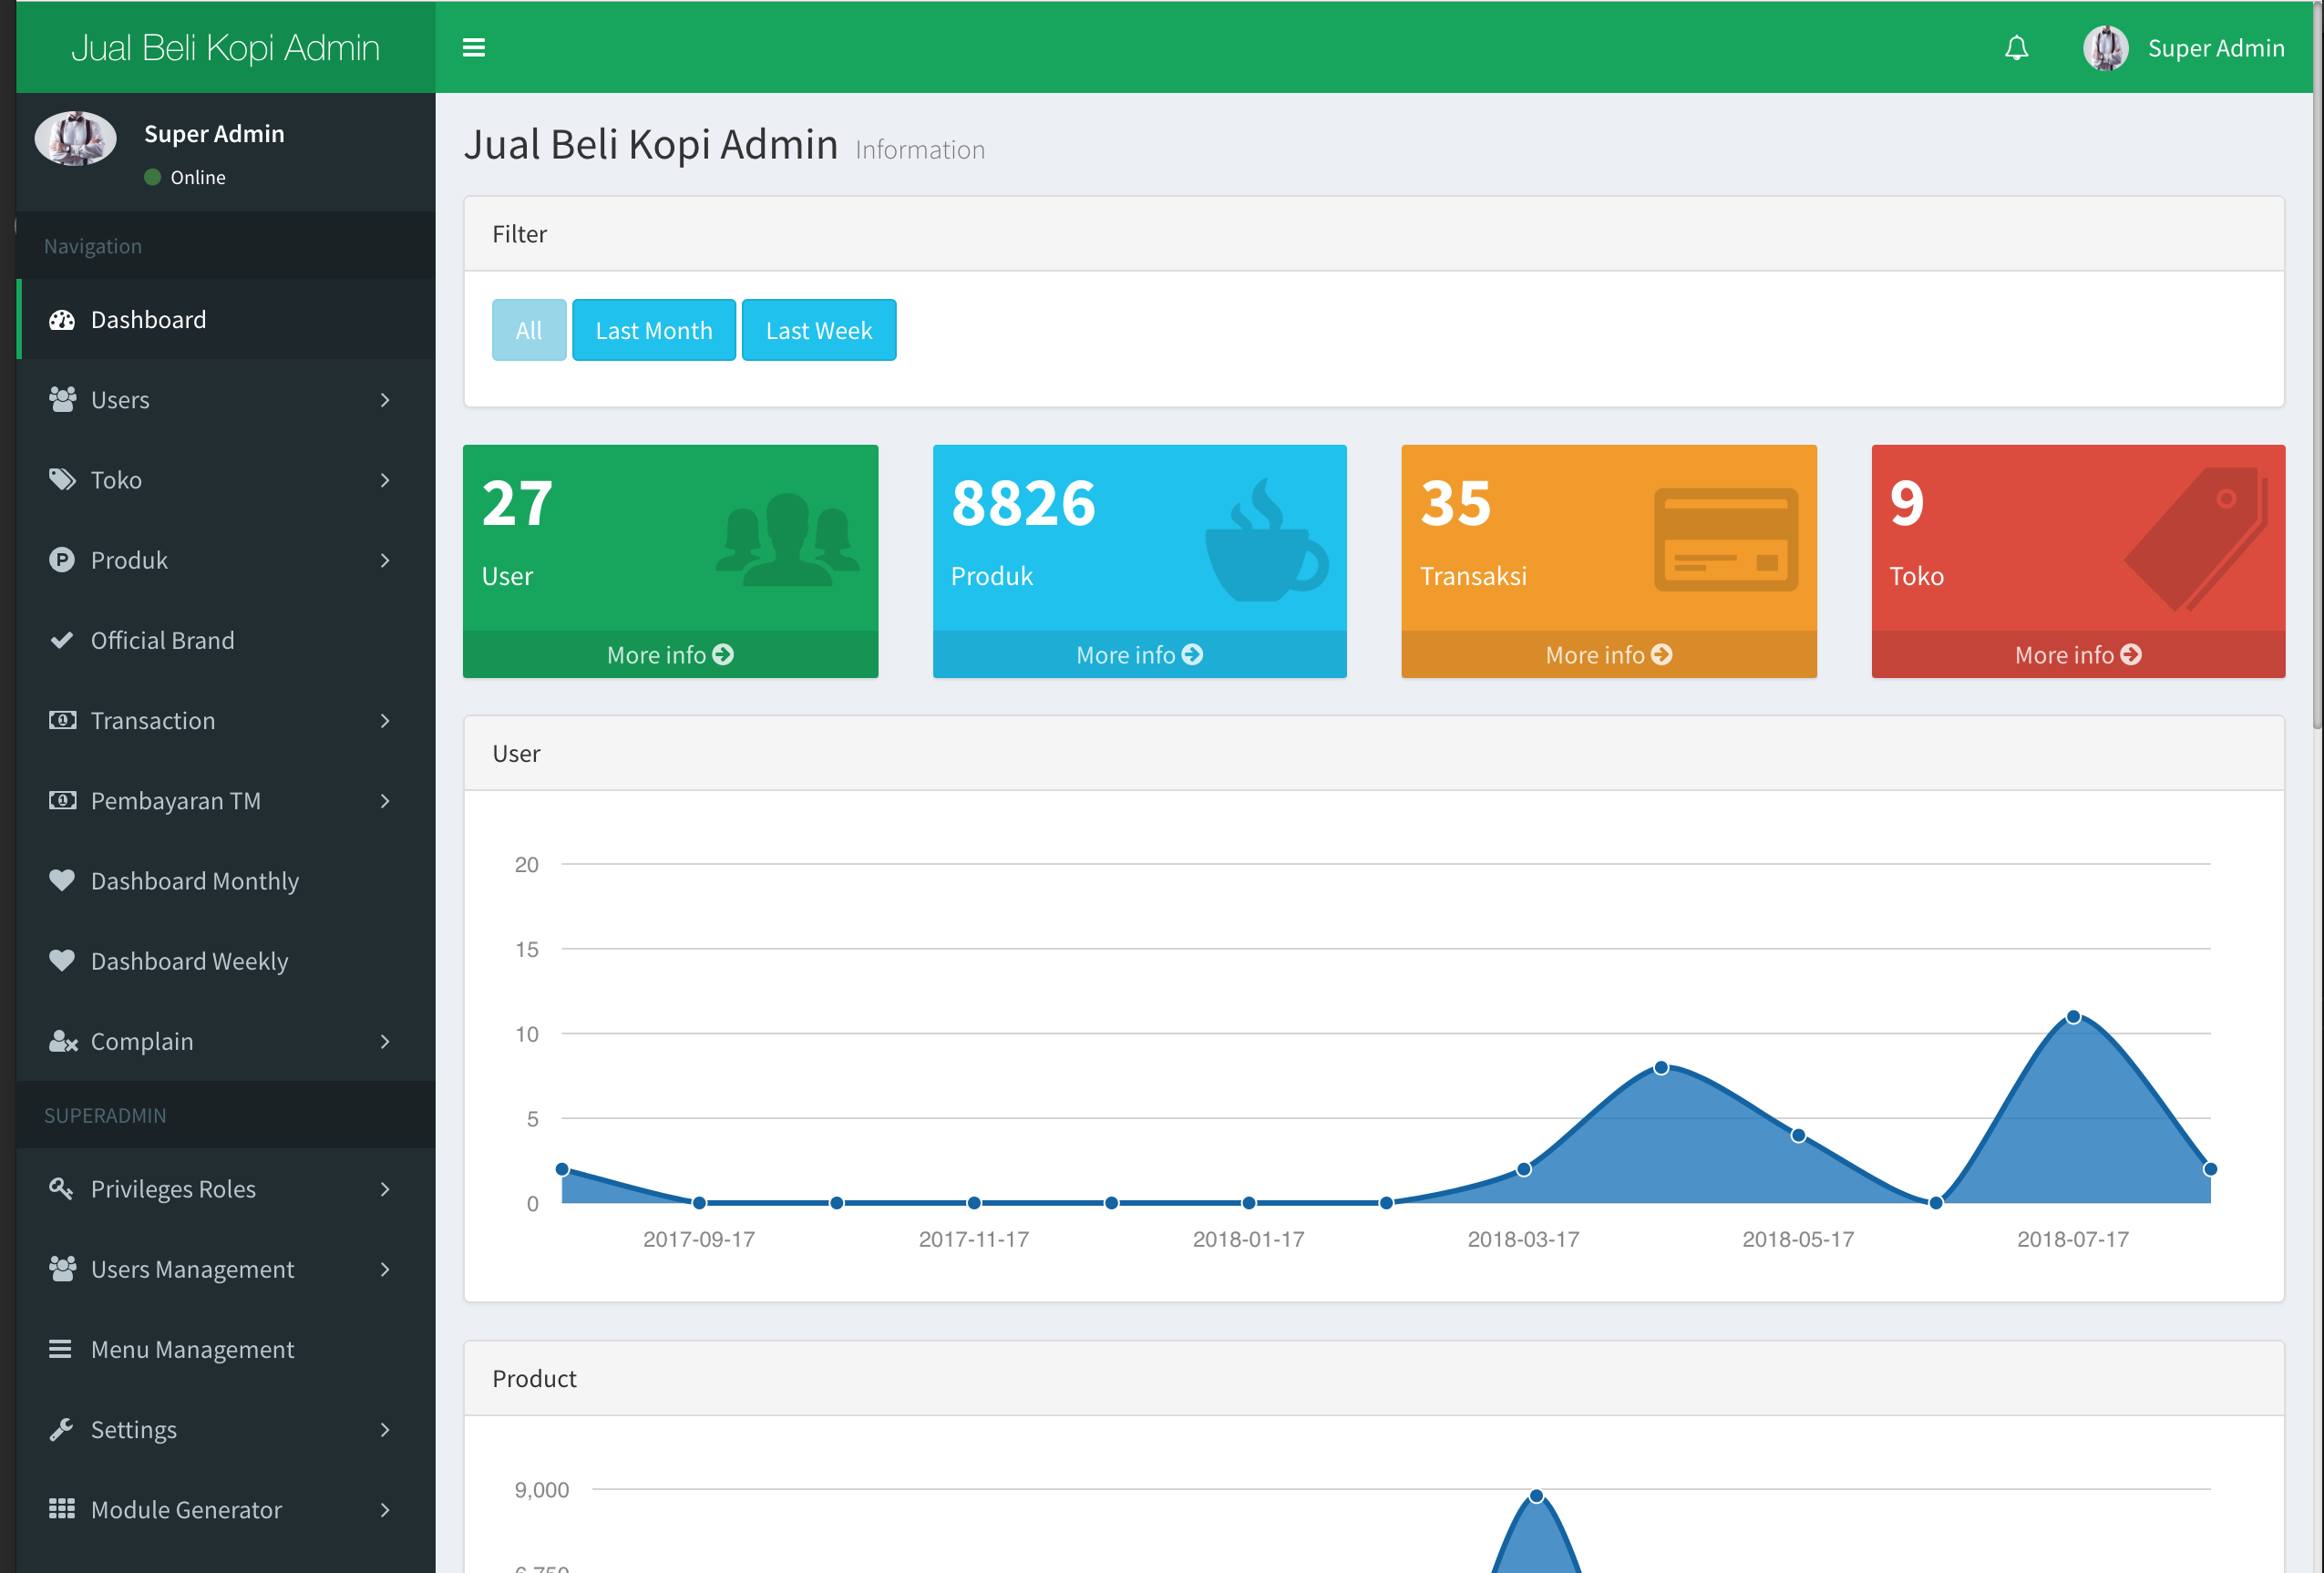 Jual Beli Kopi Admin
Super Admin
Super Admin
Online
Navigation
Dashboard
Users
Toko
Produk
Official Brand
Transaction
Pembayaran TM
Dashboard Monthly
Dashboard Weekly
Complain
SUPERADMIN
Privileges Roles
Users Management
Menu Management
Settings
Module Generator
Jual Beli Kopi Admin Information
Filter
All Last Month Last Week
27
User
More info
8826
Produk
More info
35
Transaksi
More info
9
Toko
More info
User
20
15
10
5
0
2017-09-17 2017-11-17 2018-01-17 2018-03-17 2018-05-17 2018-07-17
Product
9,000
6,750